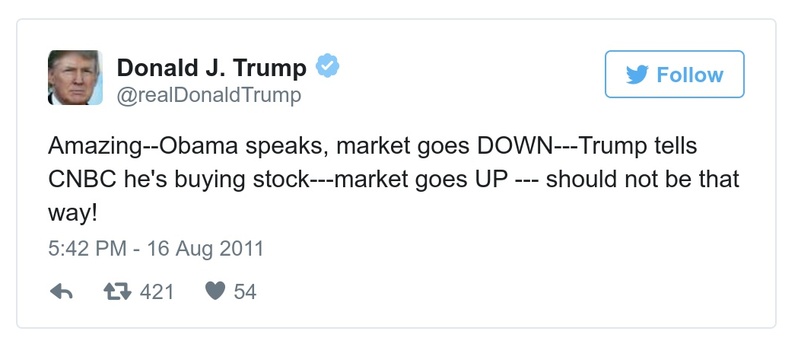 Donald J. Trump
@realDonaldTrump
Follow
Amazing--Obama speaks, market goes DOWN---Trump tells
CNBC he's buying stock---market goes UP --- should not be that
way!
5:42 PM - 16 Aug 2011
421 54